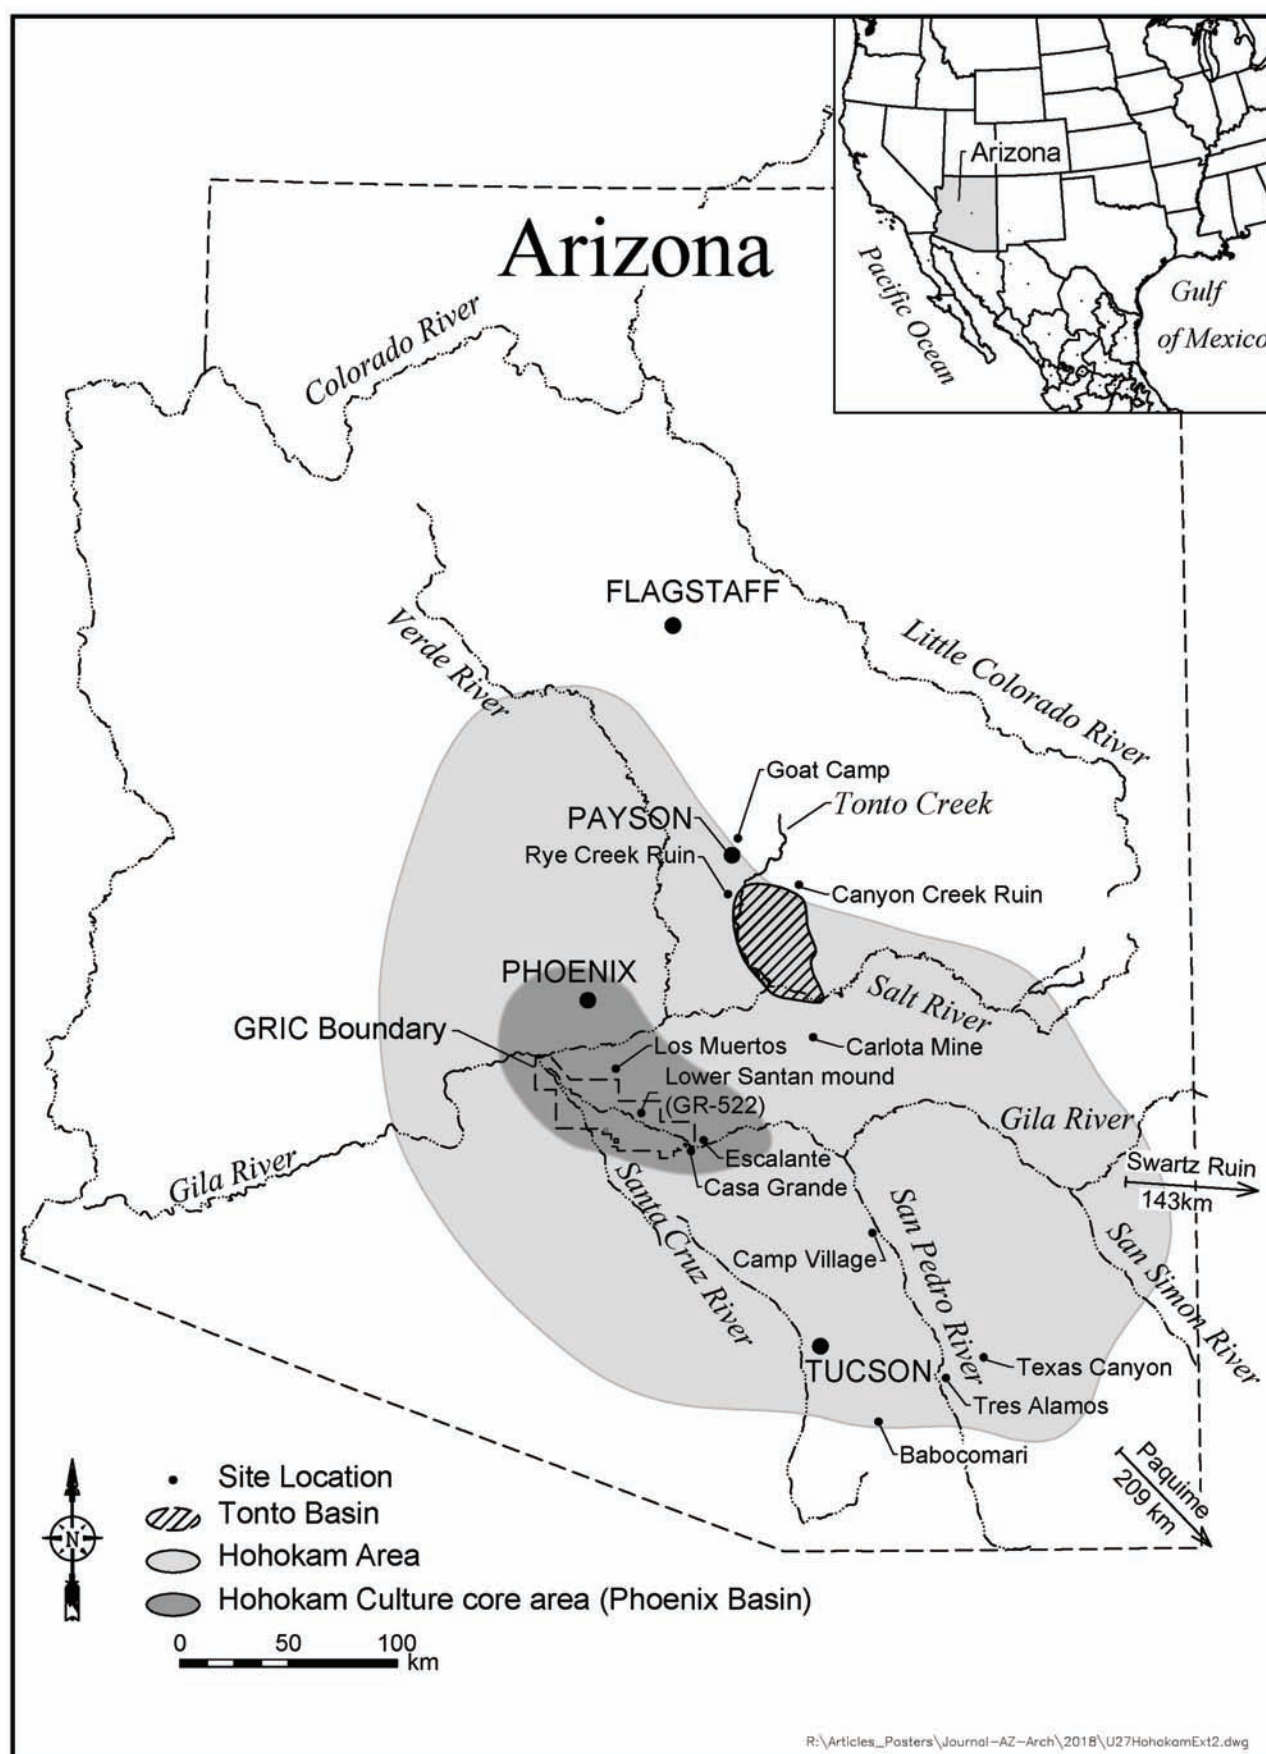 Arizona
Pacific Ocean
Gulf
of Mexico
Arizona
Colorado River
FLAGSTAFF
Verde River
Little Colorado River
Goat Camp
Tonto Creek
PAYSON
Rye Creek Ruin
Canyon Creek Ruin
PHOENIX
Salt River
GRIC Boundary
Los Muertos
Carlota Mine
Lower Santan mound
(GR-522)
Gila River
Gila River
Escalante
Swartz Ruin
143km
Casa Grande
Santa Cruz River
San Pedro River
San Simon River
Camp Village
TUCSON
Texas Canyon
Tres Alamos
Babocomari
Paquime
209 km
N
Site Location
Tonto Basin
Hohokam Area
Hohokam Culture core area (Phoenix Basin)
0 50 100
km
R:\Articles_Posters\Journal-AZ-Arch\2018\U27HohokamExt2.dwg